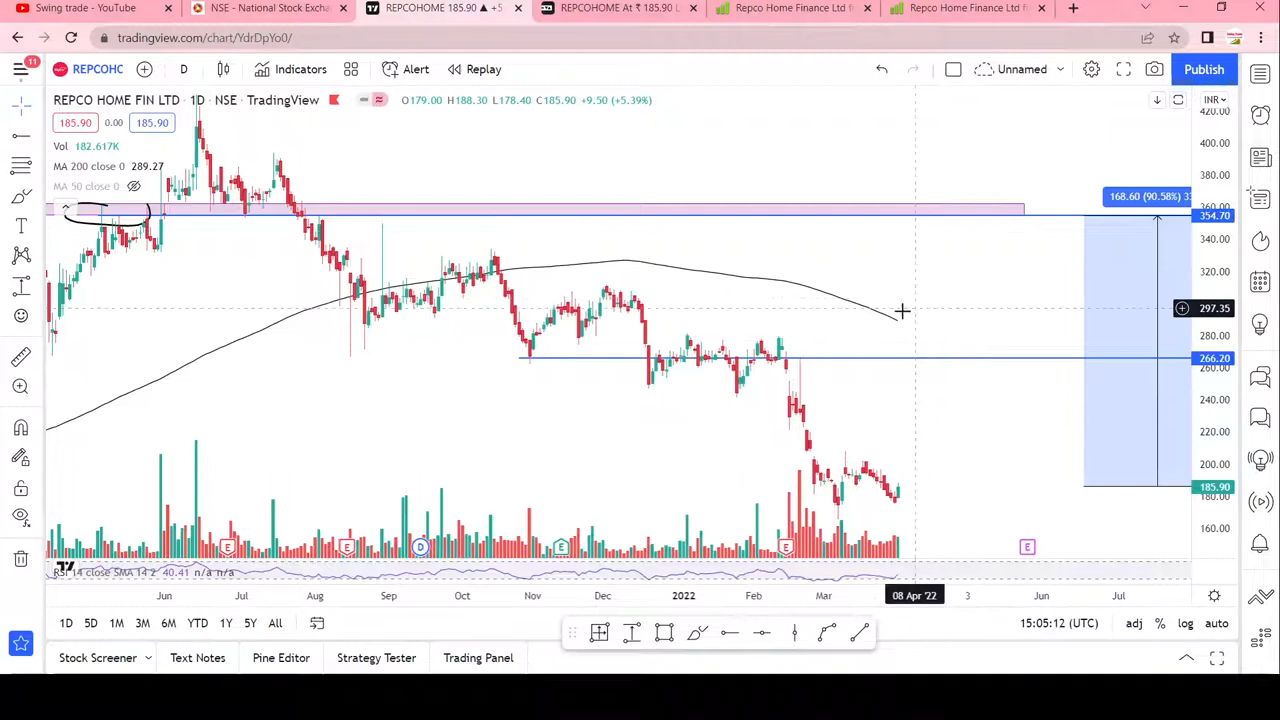 Swing trade - YouTube
NSE - National Stock Exchan
REPCOHOME 185.90 ▲ +5
REPCOHOME At ₹ 185.90 L
Repco Home Finance Ltd f
Repco Home Finance Ltd f
tradingview.com/chart/YdrDpYo0/
11
REPCOHC
D
Indicators
Alert
Replay
Unnamed
Publish
REPCO HOME FIN LTD · 1D · NSE · TradingView
O179.00 H188.30 L178.40 C185.90 +9.50 (+5.39%)
INR
185.90 0.00 185.90
Vol 182.617K
MA 200 close 0 289.27
MA 50 close 0
420.00
400.00
380.00
360.00
168.60 (90.58%) 33
354.70
340.00
320.00
297.35
280.00
266.20
260.00
240.00
220.00
200.00
185.90
180.00
160.00
E
E
D
E
E
E
RSI 14 close SMA 14 2 40.41 n/a n/a
Jun Jul Aug Sep Oct Nov Dec 2022 Feb Mar 08 Apr '22 3 Jun Jul
1D 5D 1M 3M 6M YTD 1Y 5Y All
15:05:12 (UTC) adj % log auto
Stock Screener Text Notes Pine Editor Strategy Tester Trading Panel